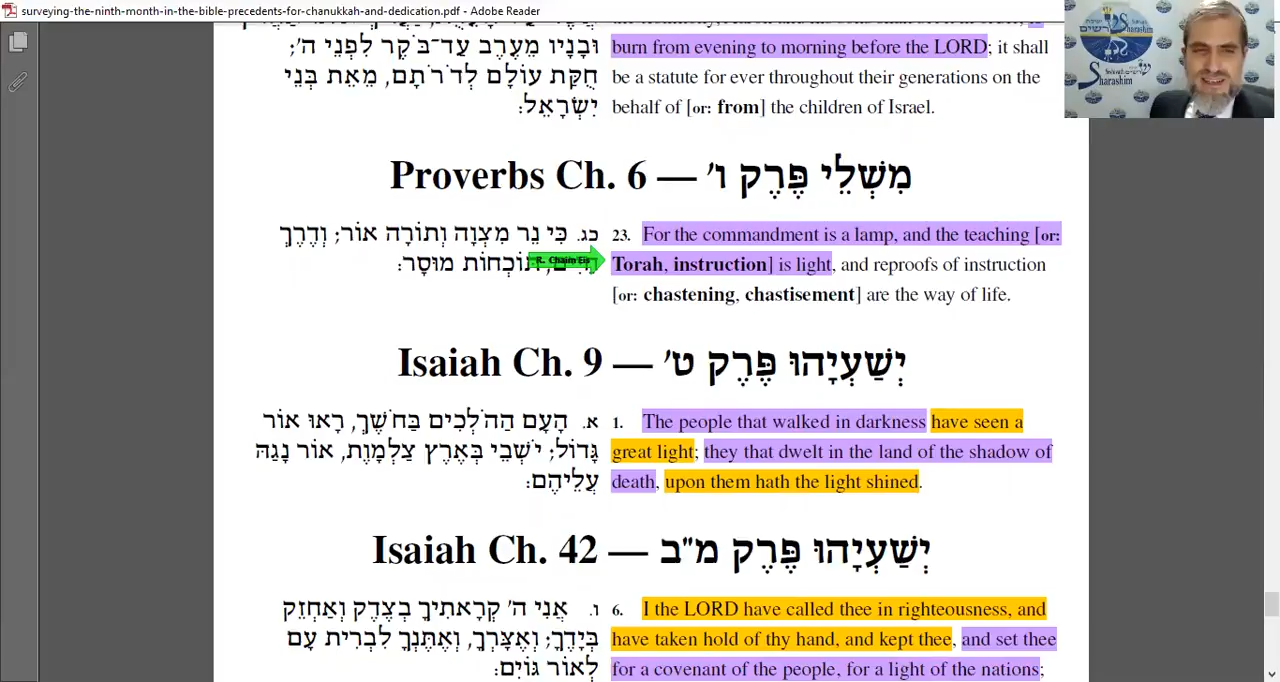 surveying-the-ninth-month-in-the-bible-precedents-for-chanukkah-and-dedication.pdf - Adobe Reader
burn from evening to morning before the LORD; it shall
be a statute for ever throughout their generations on the
behalf of [or: from] the children of Israel.
וּבָנָיו מֵעֶרֶב עַד־בֹּקֶר לִפְנֵי ה';
חֻקַּת עוֹלָם לְדֹרֹתָם, מֵאֵת בְּנֵי
יִשְׂרָאֵל:
Proverbs Ch. 6 — מִשְׁלֵי פֶּרֶק ו'
כג. כִּי נֵר מִצְוָה וְתוֹרָה אוֹר; וְדֶרֶךְ
תוֹכְחוֹת מוּסָר:
R. Chaim Eis
23. For the commandment is a lamp, and the teaching [or:
Torah, instruction] is light, and reproofs of instruction
[or: chastening, chastisement] are the way of life.
Isaiah Ch. 9 — יְשַׁעְיָהוּ פֶּרֶק ט'
א. הָעָם הַהֹלְכִים בַּחֹשֶׁךְ, רָאוּ אוֹר
גָּדוֹל; יֹשְׁבֵי בְּאֶרֶץ צַלְמָוֶת, אוֹר נָגַהּ
עֲלֵיהֶם:
1. The people that walked in darkness have seen a
great light; they that dwelt in the land of the shadow of
death, upon them hath the light shined.
Isaiah Ch. 42 — יְשַׁעְיָהוּ פֶּרֶק מ"ב
ו. אֲנִי ה' קְרָאתִיךָ בְצֶדֶק וְאַחְזֵק
בְּיָדֶךָ; וְאֶצָּרְךָ, וְאֶתֶּנְךָ לִבְרִית עָם
לְאוֹר גּוֹיִם:
6. I the LORD have called thee in righteousness, and
have taken hold of thy hand, and kept thee, and set thee
for a covenant of the people, for a light of the nations;
Sharashim